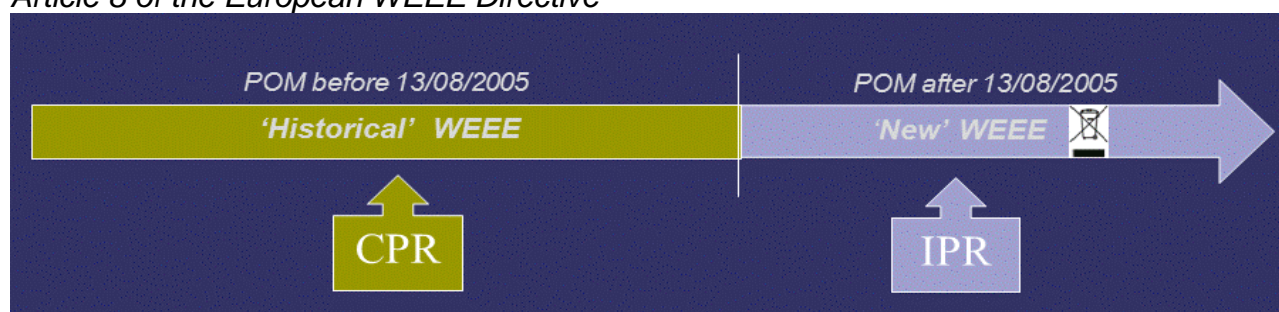 Article 8 of the European WEEE Directive
POM before 13/08/2005
POM after 13/08/2005
‘Historical’ WEEE
‘New’ WEEE
CPR
IPR